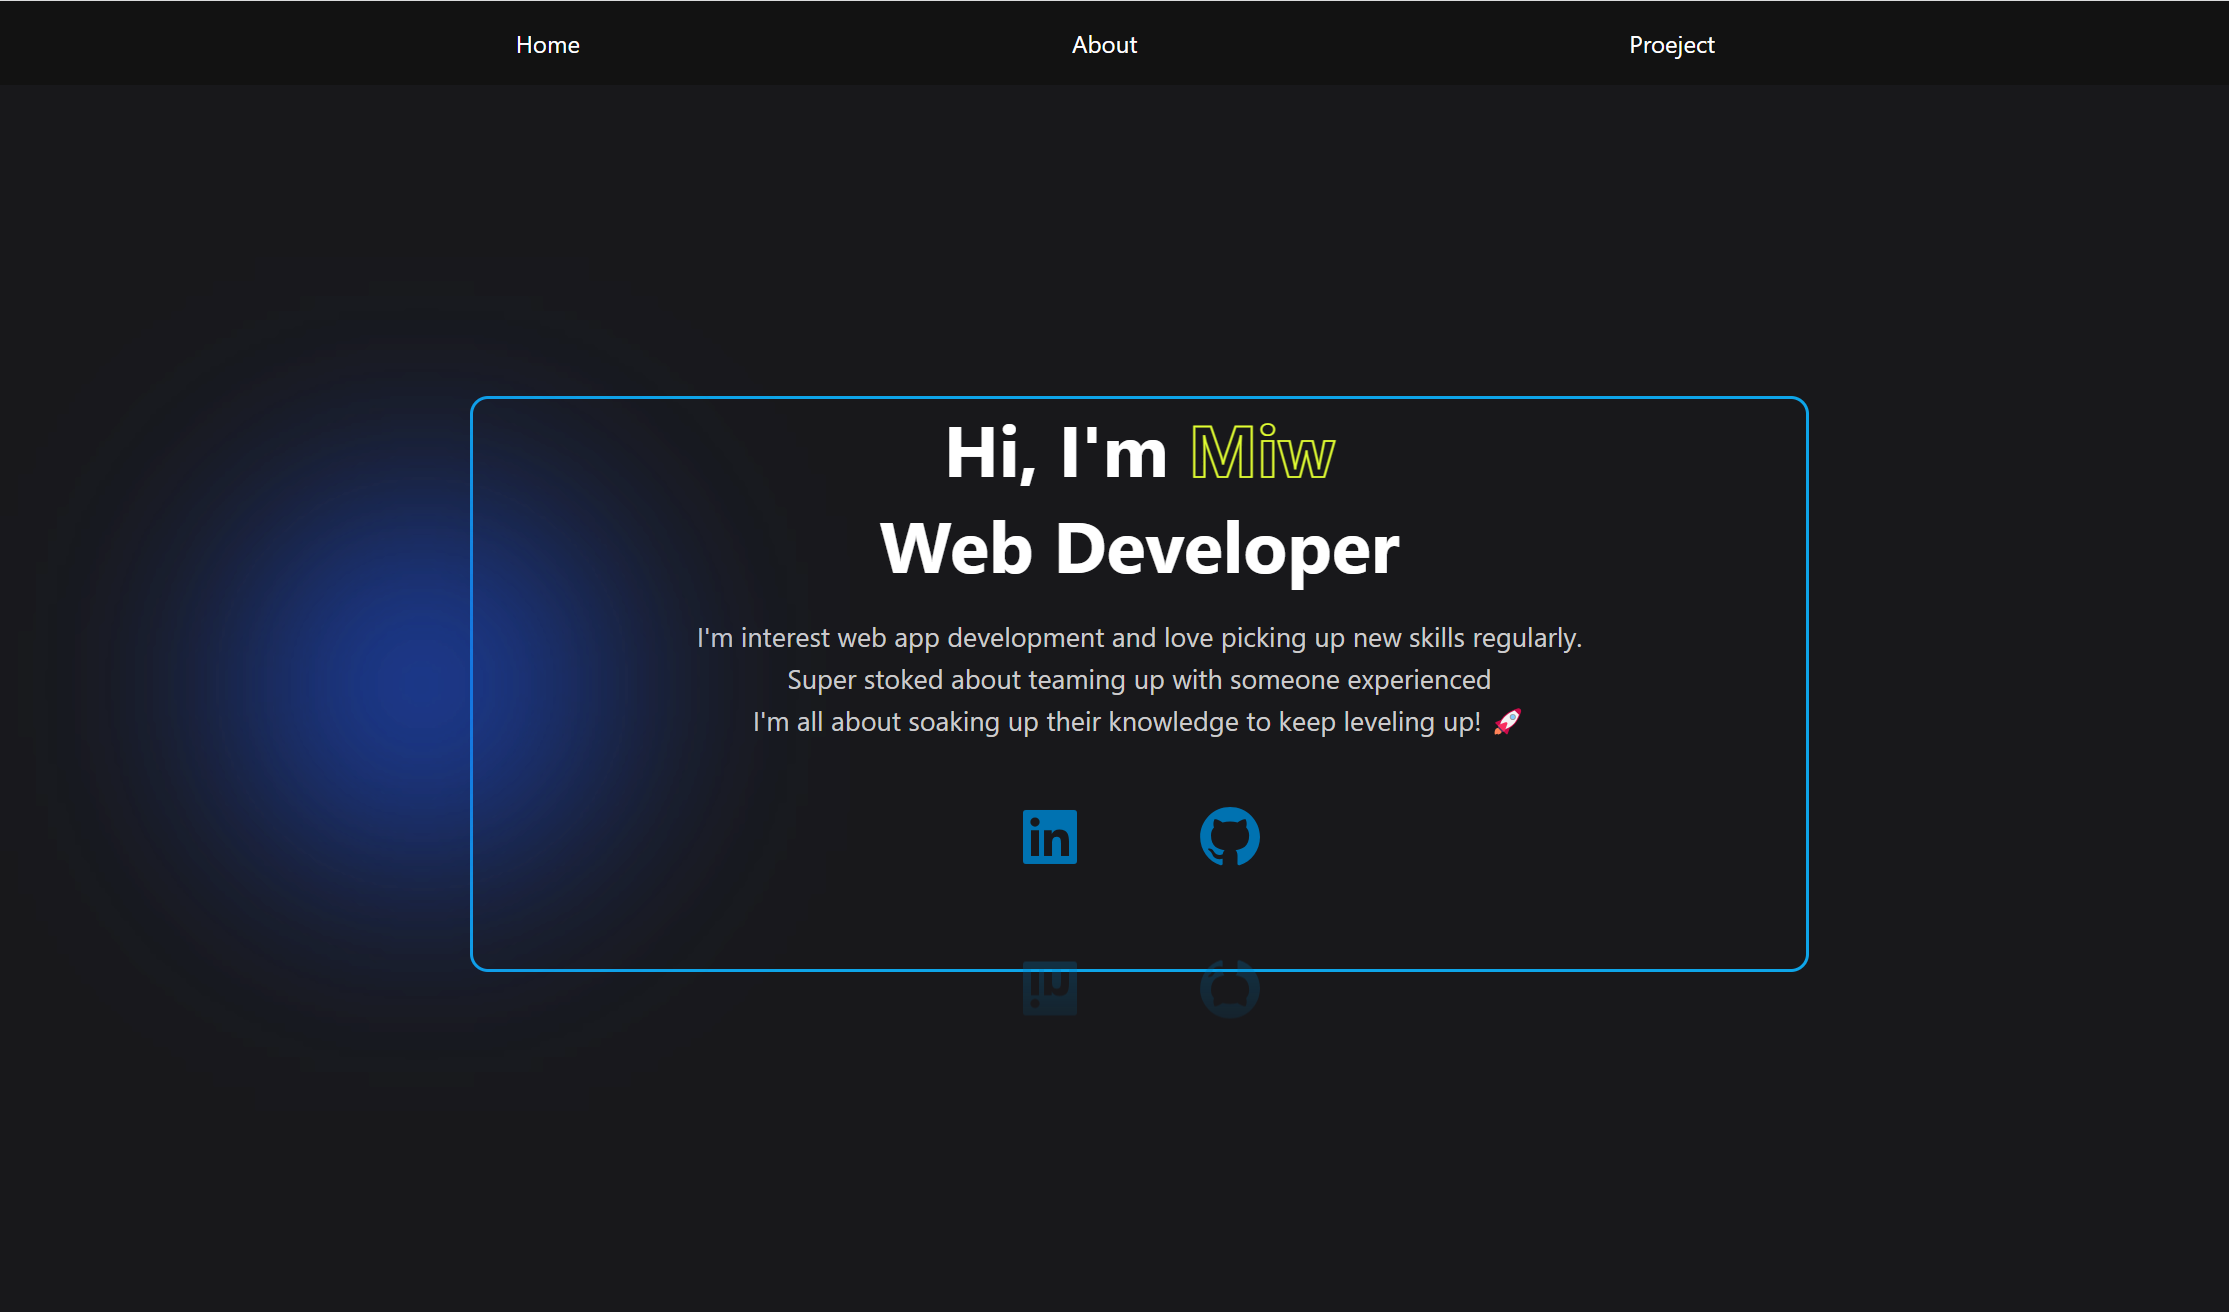 Home
About
Proeject
Hi, I'm Miw
Web Developer
I'm interest web app development and love picking up new skills regularly.
Super stoked about teaming up with someone experienced
I'm all about soaking up their knowledge to keep leveling up! 🚀
in